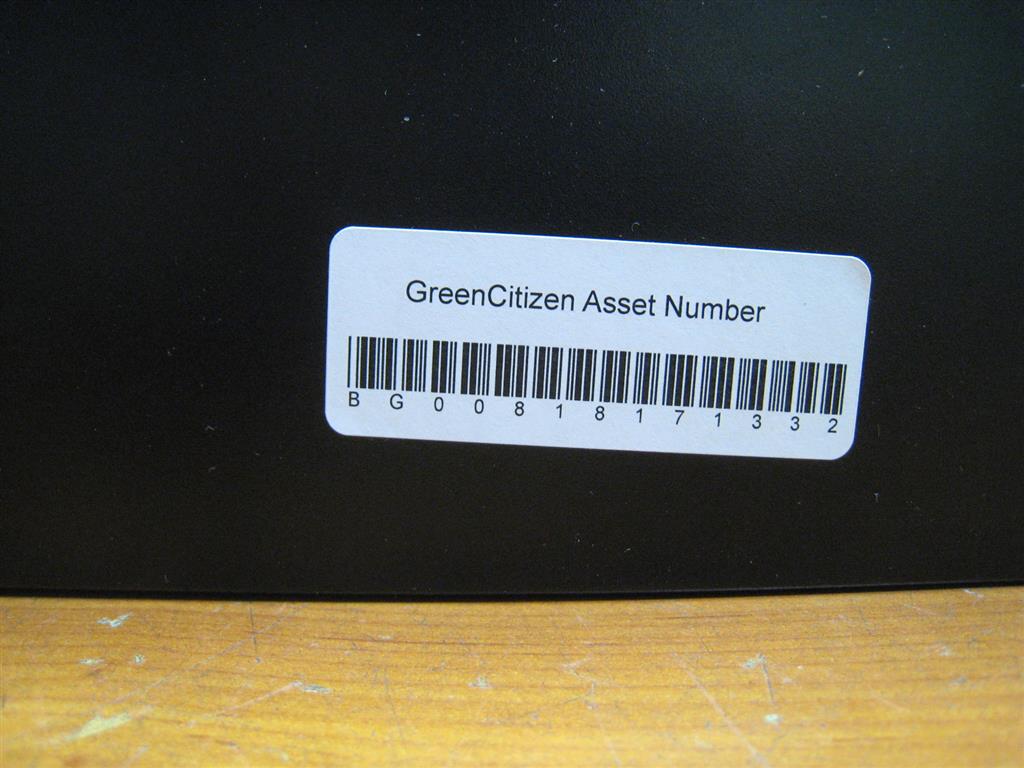 GreenCitizen Asset Number
B G 0 0 8 1 8 1 7 1 3 3 2